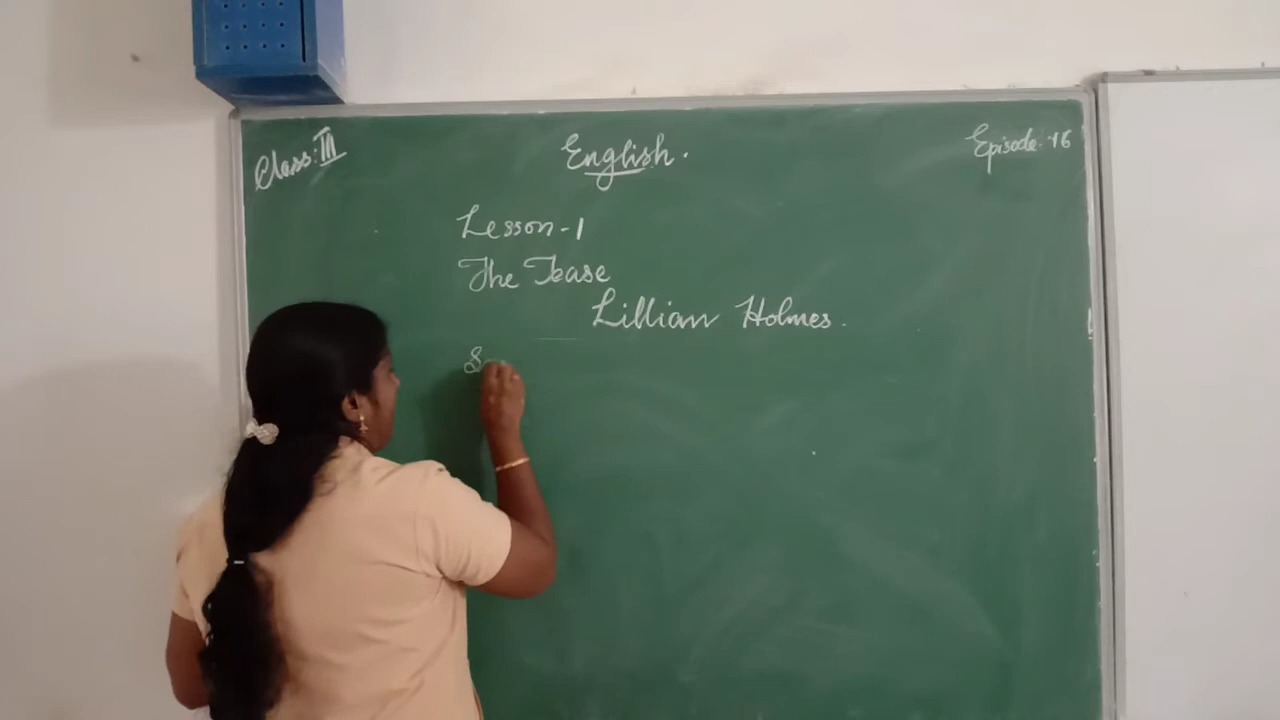 Class: III
English.
Episode: 16
Lesson-1
The Tease
Lillian Holmes.